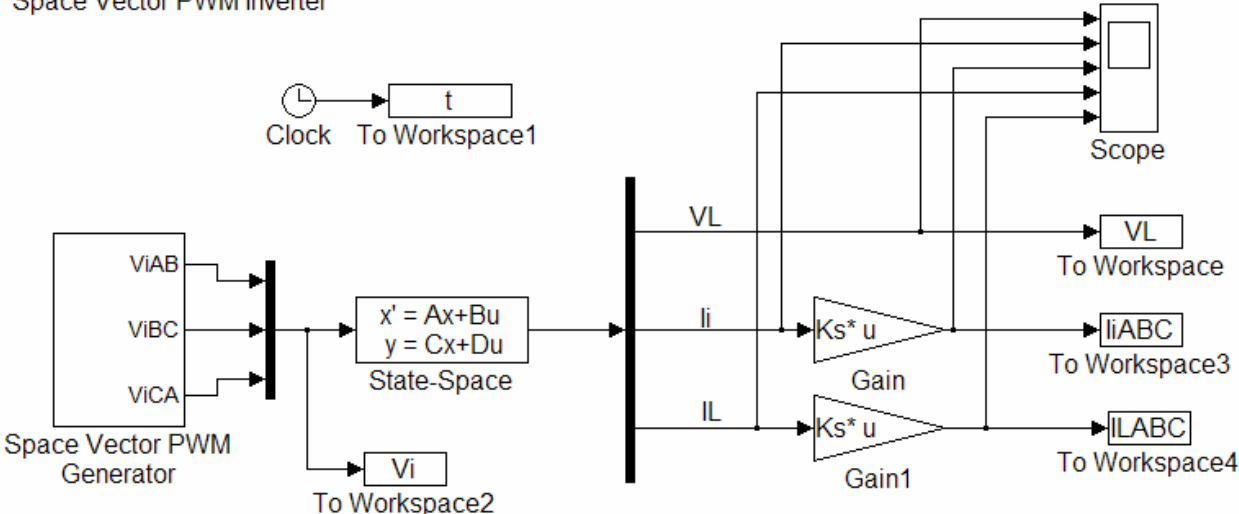 Space Vector PWM Inverter
t
Clock
To Workspace1
Scope
VL
VL
To Workspace
ViAB
ViBC
ViCA
Space Vector PWM
Generator
x' = Ax+Bu
y = Cx+Du
State-Space
Ii
Ks* u
Gain
IiABC
To Workspace3
IL
Ks* u
Gain1
ILABC
To Workspace4
Vi
To Workspace2